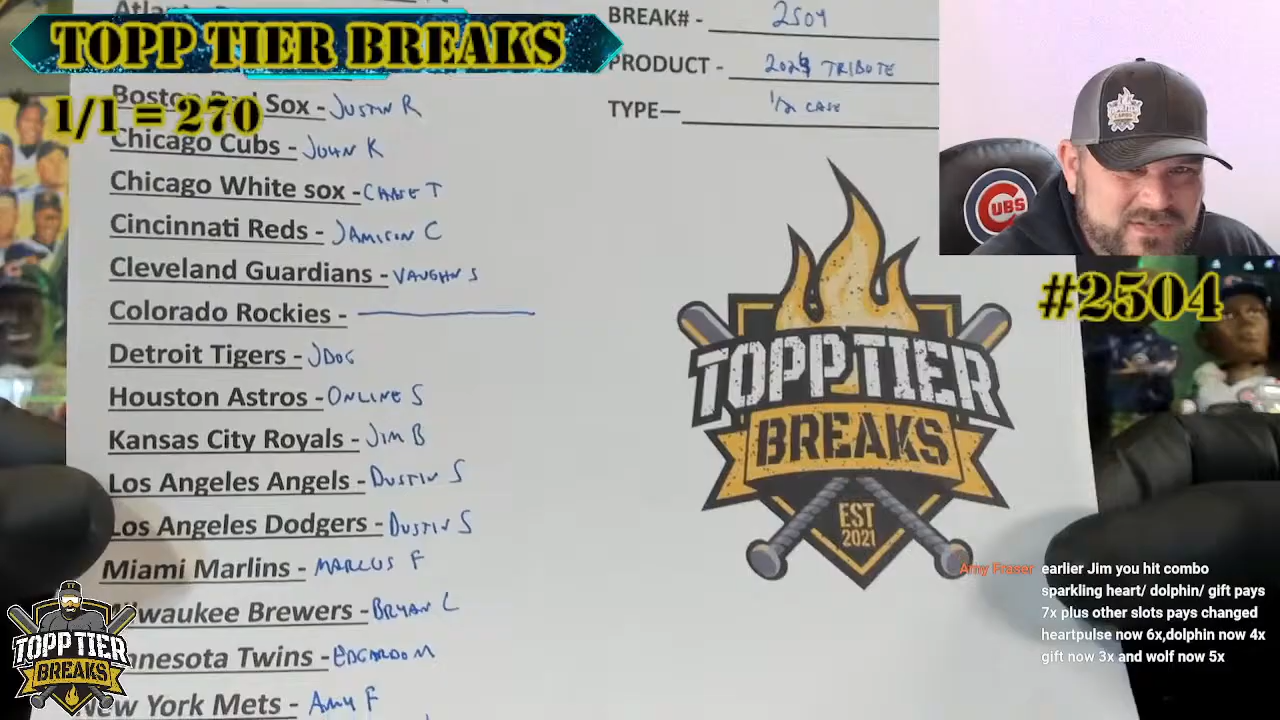 TOPP TIER BREAKS
1/1 = 270
BREAK# - 2504
PRODUCT - 2024 TRIBUTE
TYPE— 1/2 CASE
Sox - JUSTIN R
Chicago Cubs - JOHN K
Chicago White sox - CHASE T
Cincinnati Reds - JAMISON C
Cleveland Guardians - VAUGHN S
Colorado Rockies -
Detroit Tigers - JDOG
Houston Astros - ONLINE S
Kansas City Royals - JIM B
Los Angeles Angels - DUSTIN S
Los Angeles Dodgers - DUSTIN S
Miami Marlins - MARCUS F
lwaukee Brewers - BRYAN L
nnesota Twins - EDGARDO M
New York Mets - AMY F
TOPP TIER
BREAKS
EST
2021
CUBS
#2504
Amy Fraser earlier Jim you hit combo
sparkling heart/ dolphin/ gift pays
7x plus other slots pays changed
heartpulse now 6x,dolphin now 4x
gift now 3x and wolf now 5x
TOPP TIER
BREAKS